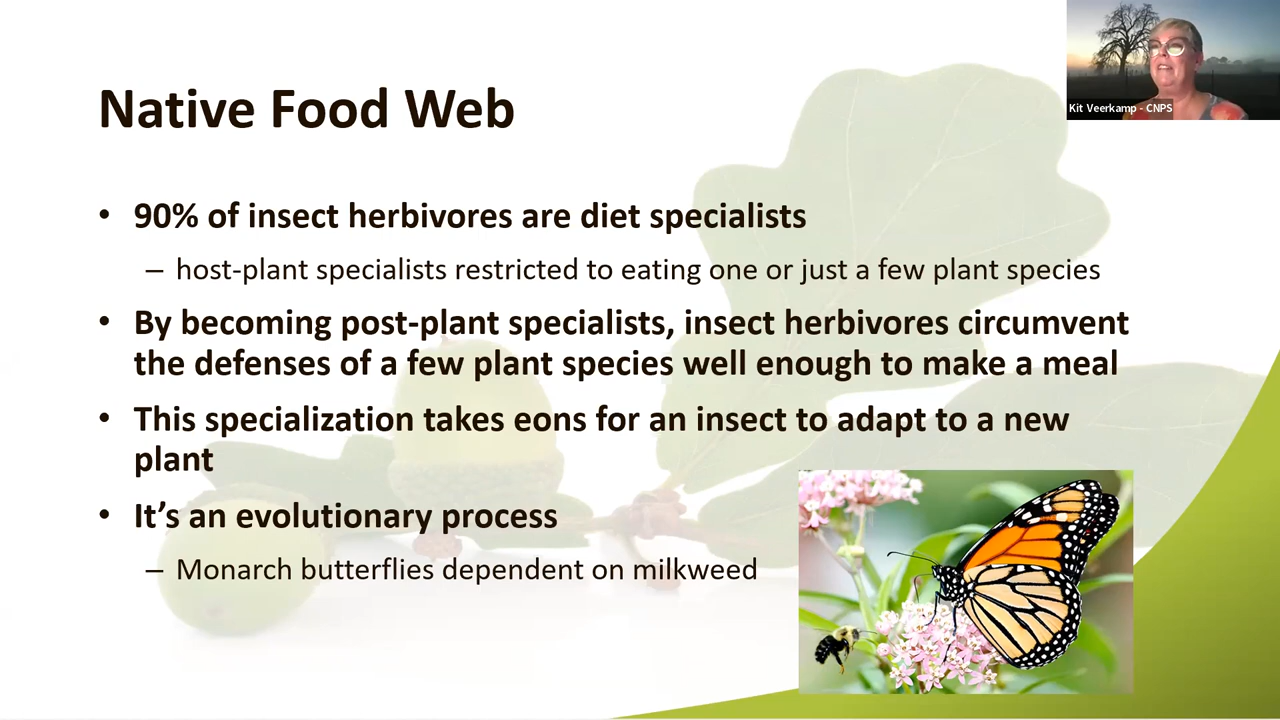 Kit Veerkamp - CNPS
Native Food Web
• 90% of insect herbivores are diet specialists
– host-plant specialists restricted to eating one or just a few plant species
• By becoming post-plant specialists, insect herbivores circumvent
the defenses of a few plant species well enough to make a meal
• This specialization takes eons for an insect to adapt to a new
plant
• It’s an evolutionary process
– Monarch butterflies dependent on milkweed